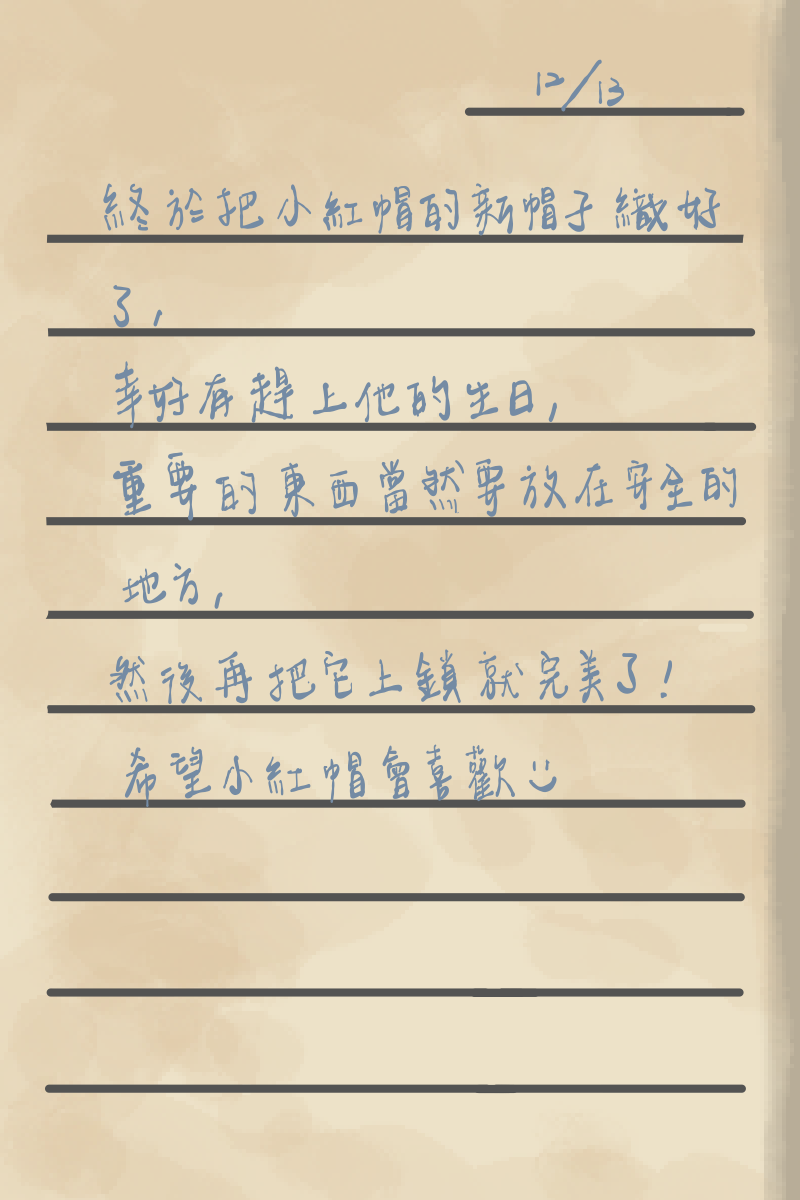 12/13
終於把小紅帽的新帽子織好
了,
幸好有趕上他的生日,
重要的東西當然要放在安全的
地方,
然後再把它上鎖就完美了!
希望小紅帽會喜歡:)